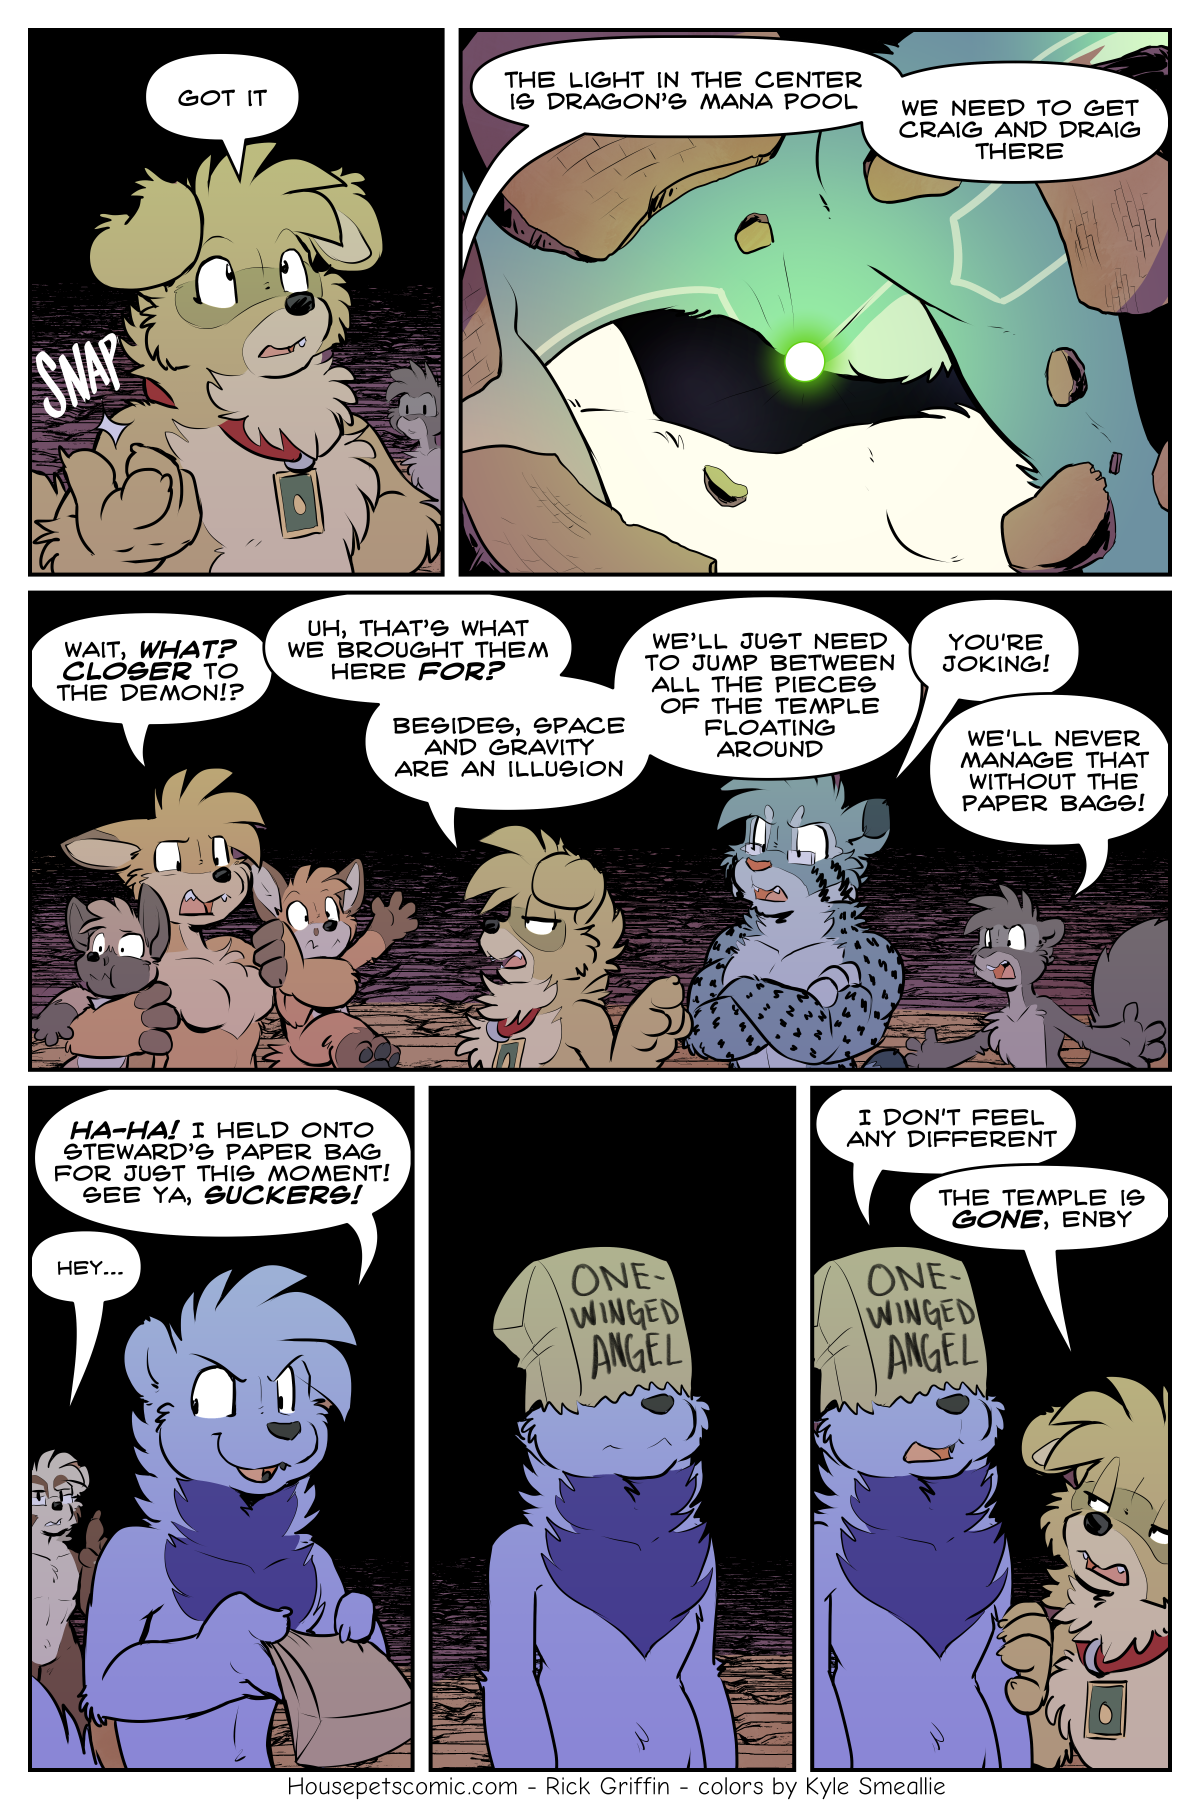 GOT IT
SNAP
THE LIGHT IN THE CENTER
IS DRAGON'S MANA POOL
WE NEED TO GET
CRAIG AND DRAIG
THERE
WAIT, WHAT?
CLOSER TO
THE DEMON!?
UH, THAT'S WHAT
WE BROUGHT THEM
HERE FOR?
BESIDES, SPACE
AND GRAVITY
ARE AN ILLUSION
WE'LL JUST NEED
TO JUMP BETWEEN
ALL THE PIECES
OF THE TEMPLE
FLOATING
AROUND
YOU'RE
JOKING!
WE'LL NEVER
MANAGE THAT
WITHOUT THE
PAPER BAGS!
HA-HA! I HELD ONTO
STEWARD'S PAPER BAG
FOR JUST THIS MOMENT!
SEE YA, SUCKERS!
HEY...
ONE-
WINGED
ANGEL
I DON'T FEEL
ANY DIFFERENT
THE TEMPLE IS
GONE, ENBY
ONE-
WINGED
ANGEL
Housepetscomic.com - Rick Griffin - colors by Kyle Smeallie